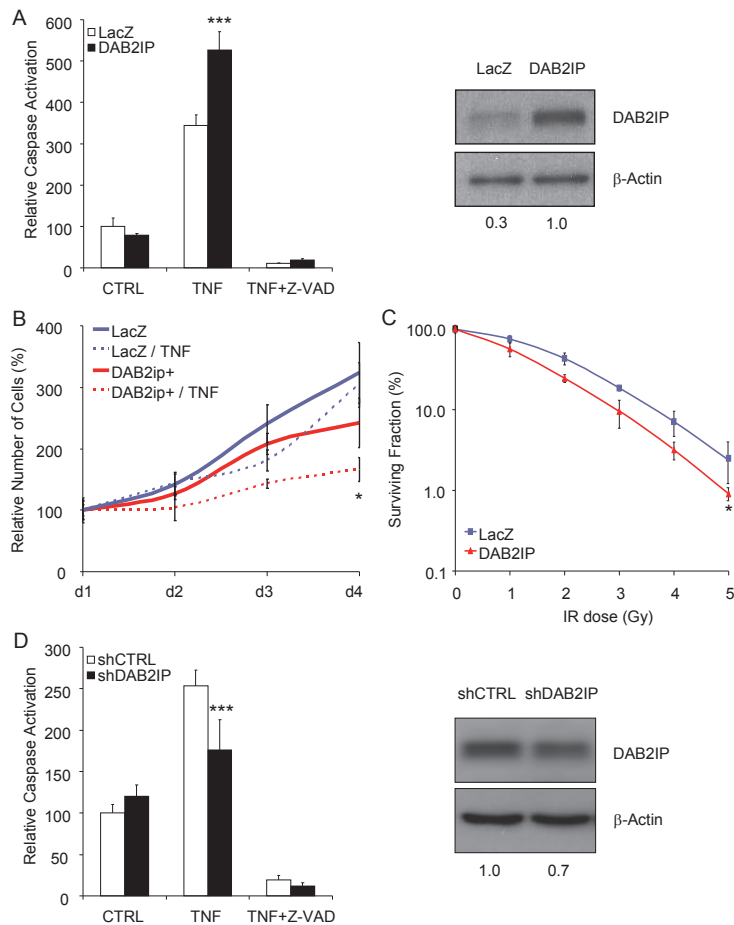 A
LacZ
DAB2IP
***
Relative Caspase Activation
600
500
400
300
200
100
0
CTRL
TNF
TNF+Z-VAD
LacZ DAB2IP
DAB2IP
β-Actin
0.3 1.0
B
LacZ
LacZ / TNF
DAB2ip+
DAB2ip+ / TNF
Relative Number of Cells (%)
400
300
200
100
0
*
d1
d2
d3
d4
C
Surviving Fraction (%)
100.0
10.0
1.0
0.1
LacZ
DAB2IP
*
0 1 2 3 4 5
IR dose (Gy)
D
shCTRL
shDAB2IP
***
Relative Caspase Activation
300
250
200
150
100
50
0
CTRL
TNF
TNF+Z-VAD
shCTRL shDAB2IP
DAB2IP
β-Actin
1.0 0.7